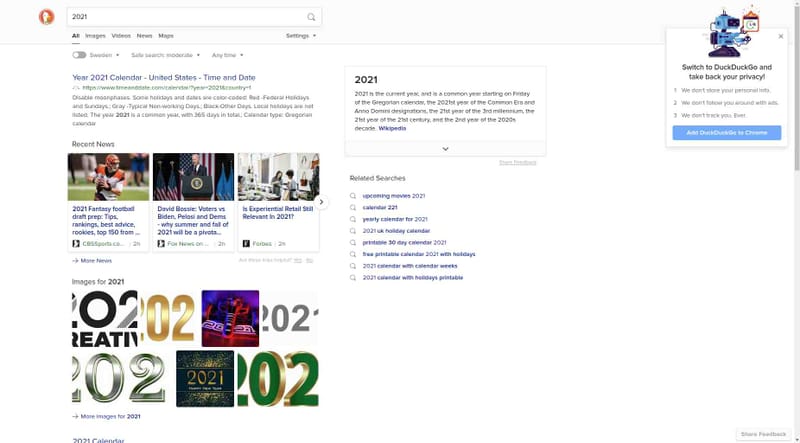 2021
All Images Videos News Maps Settings
Sweden Safe search: moderate Any time
Year 2021 Calendar - United States - Time and Date
https://www.timeanddate.com/calendar/?year=2021&country=1
Disable moonphases. Some holidays and dates are color-coded: Red -Federal Holidays
and Sundays.; Gray -Typical Non-working Days.; Black-Other Days. Local holidays are not
listed. The year 2021 is a common year, with 365 days in total.; Calendar type: Gregorian
calendar
Recent News
2021 Fantasy football
draft prep: Tips,
rankings, best advice,
rookies, top 150 from ...
CBSSports.co... 2h
David Bossie: Voters vs
Biden, Pelosi and Dems
- why summer and fall of
2021 will be a pivota...
Fox News on ... 2h
Is Experiential Retail Still
Relevant In 2021?
Forbes 2h
More News
Are these links helpful? Yes No
Images for 2021
202
CREATIV
202
2021
2021
202
2021
HAPPY NEW YEAR
202
More Images for 2021
2021 Calendar
2021
2021 is the current year, and is a common year starting on Friday
of the Gregorian calendar, the 2021st year of the Common Era and
Anno Domini designations, the 21st year of the 3rd millennium, the
21st year of the 21st century, and the 2nd year of the 2020s
decade. Wikipedia
Share Feedback
Related Searches
upcoming movies 2021
calendar 221
yearly calendar for 2021
2021 uk holiday calendar
printable 30 day calendar 2021
free printable calendar 2021 with holidays
2021 calendar with calendar weeks
2021 calendar with holidays printable
Switch to DuckDuckGo and
take back your privacy!
1 We don't store your personal info.
2 We don't follow you around with ads.
3 We don't track you. Ever.
Add DuckDuckGo to Chrome
Share Feedback